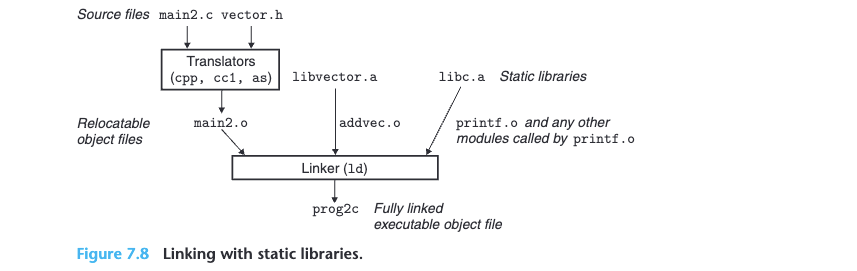 Source files main2.c vector.h
Translators
(cpp, cc1, as)
libvector.a
libc.a Static libraries
Relocatable
object files
main2.o
addvec.o
printf.o and any other
modules called by printf.o
Linker (ld)
prog2c
Fully linked
executable object file
Figure 7.8 Linking with static libraries.